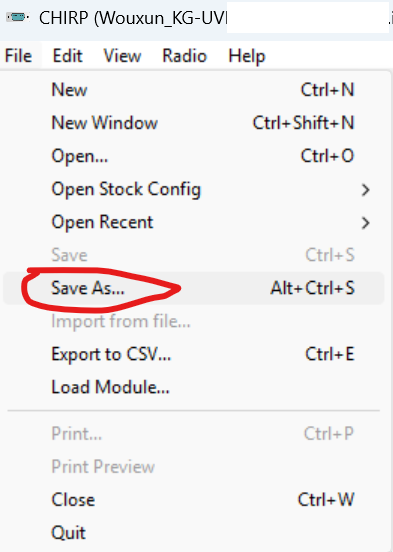 CHIRP (Wouxun_KG-UV
File Edit View Radio Help
New Ctrl+N
New Window Ctrl+Shift+N
Open... Ctrl+O
Open Stock Config
Open Recent
Save Ctrl+S
Save As... Alt+Ctrl+S
Import from file...
Export to CSV... Ctrl+E
Load Module...
Print... Ctrl+P
Print Preview
Close Ctrl+W
Quit